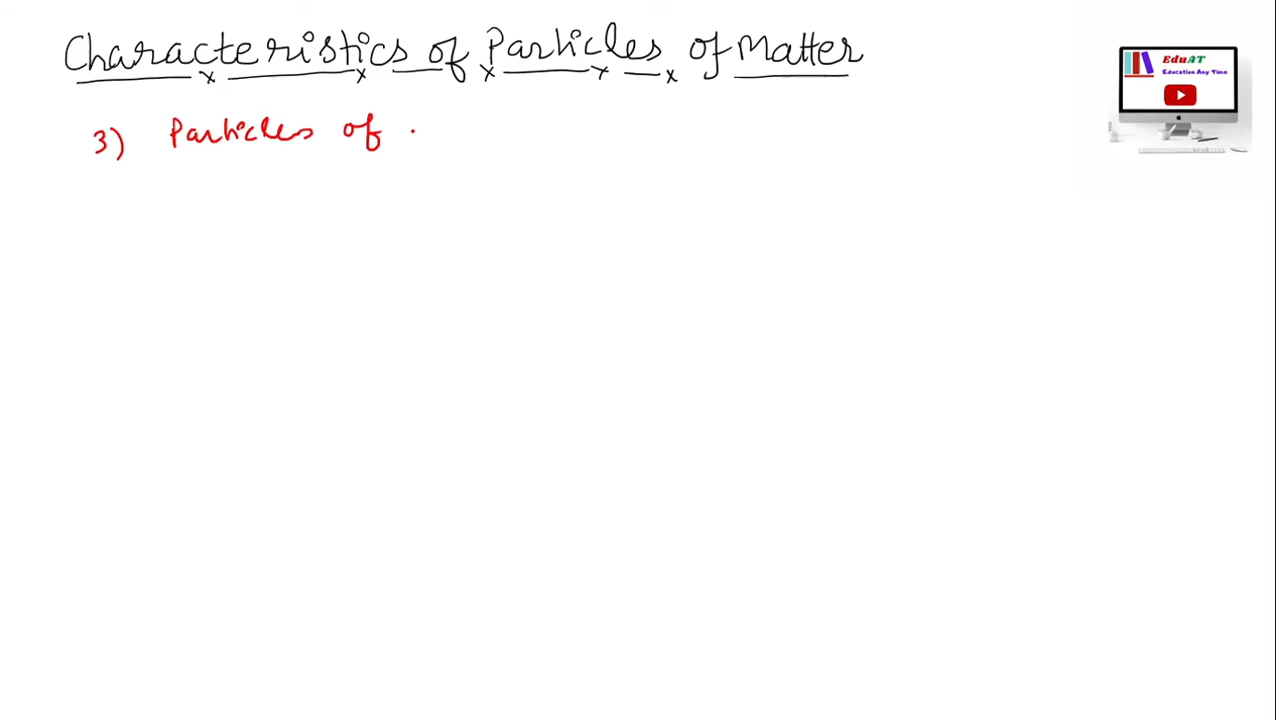 Characteristics of Particles of Matter
EduAT
Education Any Time
3) Particles of